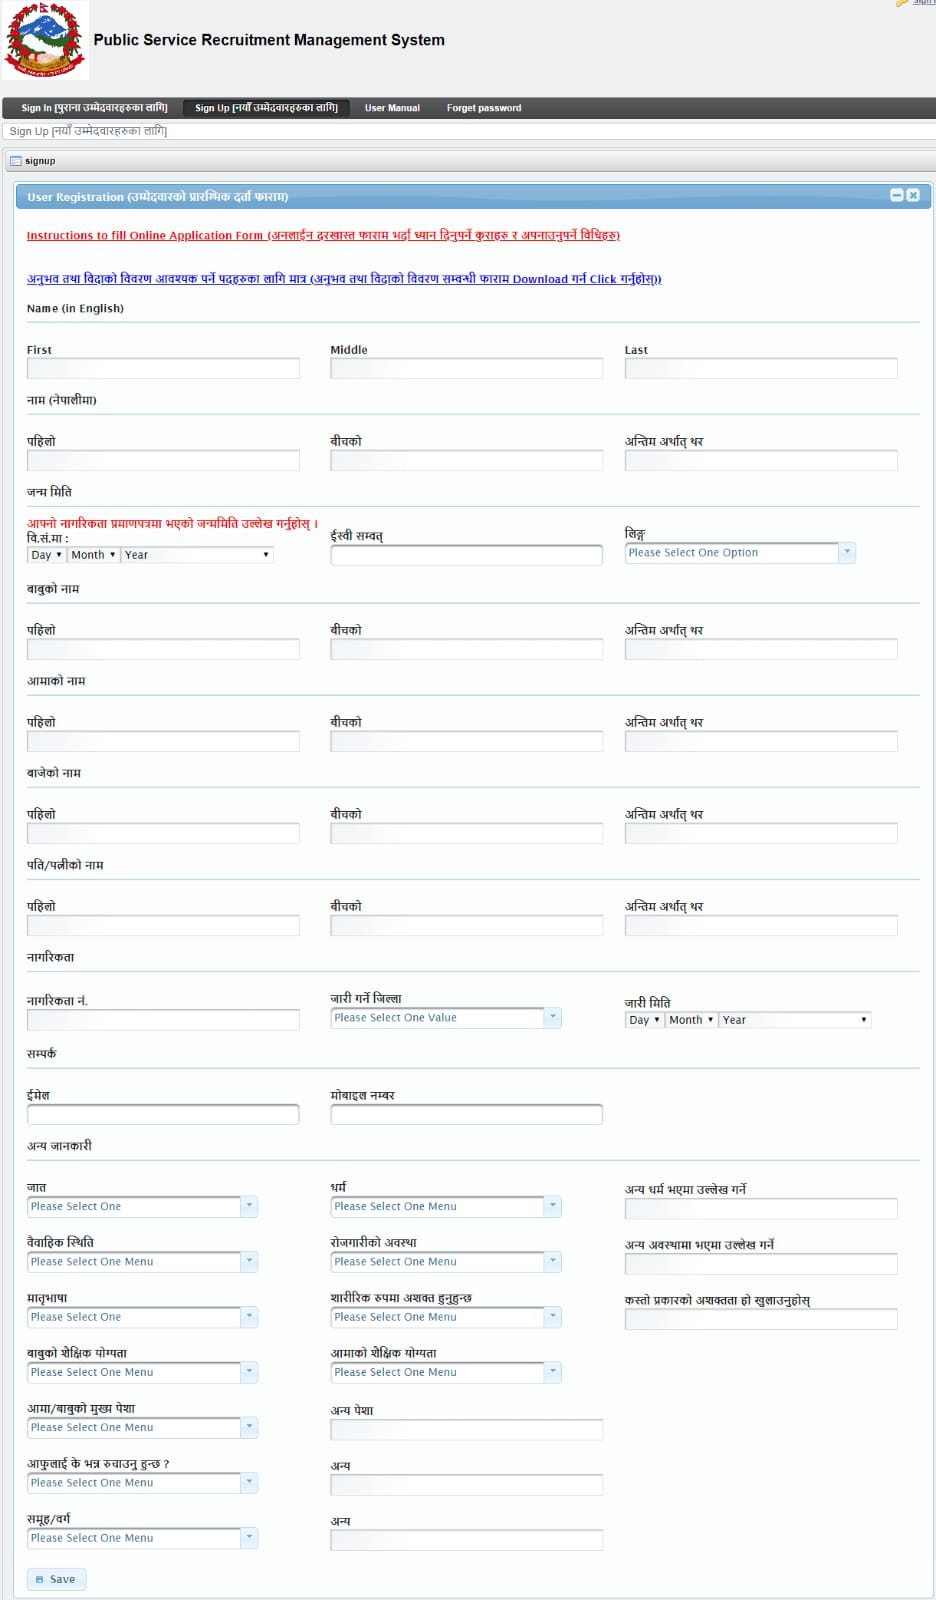 Public Service Recruitment Management System
Sign In [पुराना उम्मेदवारहरुका लागि] Sign Up [नयाँ उम्मेदवारहरुका लागि] User Manual Forget password
Sign Up [नयाँ उम्मेदवारहरुका लागि]
signup
User Registration (उम्मेदवारको प्रारम्भिक दर्ता फाराम)
Instructions to fill Online Application Form (अनलाईन दरखास्त फाराम भर्दा ध्यान दिनुपर्ने कुराहरु र अपनाउनुपर्ने विधिहरु)
अनुभव तथा विदाको विवरण आवश्यक पर्ने पदहरुका लागि मात्र (अनुभव तथा विदाको विवरण सम्वन्धी फाराम Download गर्न Click गर्नुहोस्))
Name (in English)
First Middle Last
नाम (नेपालीमा)
पहिलो बीचको अन्तिम अर्थात् थर
जन्म मिति
आफ्नो नागरिकता प्रमाणपत्रमा भएको जन्ममिति उल्लेख गर्नुहोस् ।
वि.सं.मा : ईस्वी सम्वत् लिङ्ग
Day Month Year Please Select One Option
बाबुको नाम
पहिलो बीचको अन्तिम अर्थात् थर
आमाको नाम
पहिलो बीचको अन्तिम अर्थात् थर
बाजेको नाम
पहिलो बीचको अन्तिम अर्थात् थर
पति/पत्नीको नाम
पहिलो बीचको अन्तिम अर्थात् थर
नागरिकता
नागरिकता नं. जारी गर्ने जिल्ला जारी मिति
Please Select One Value Day Month Year
सम्पर्क
ईमेल मोबाइल नम्बर
अन्य जानकारी
जात धर्म अन्य धर्म भएमा उल्लेख गर्ने
Please Select One Please Select One Menu
वैवाहिक स्थिति रोजगारीको अवस्था अन्य अवस्थामा भएमा उल्लेख गर्ने
Please Select One Menu Please Select One Menu
मातृभाषा शारीरिक रुपमा अशक्त हुनुहुन्छ कस्तो प्रकारको अशक्तता हो खुलाउनुहोस्
Please Select One Please Select One Menu
बाबुको शैक्षिक योग्यता आमाको शैक्षिक योग्यता
Please Select One Menu Please Select One Menu
आमा/बाबुको मुख्य पेशा अन्य पेशा
Please Select One Menu
आफुलाई के भन्न रुचाउनु हुन्छ ? अन्य
Please Select One Menu
समूह/वर्ग अन्य
Please Select One Menu
Save